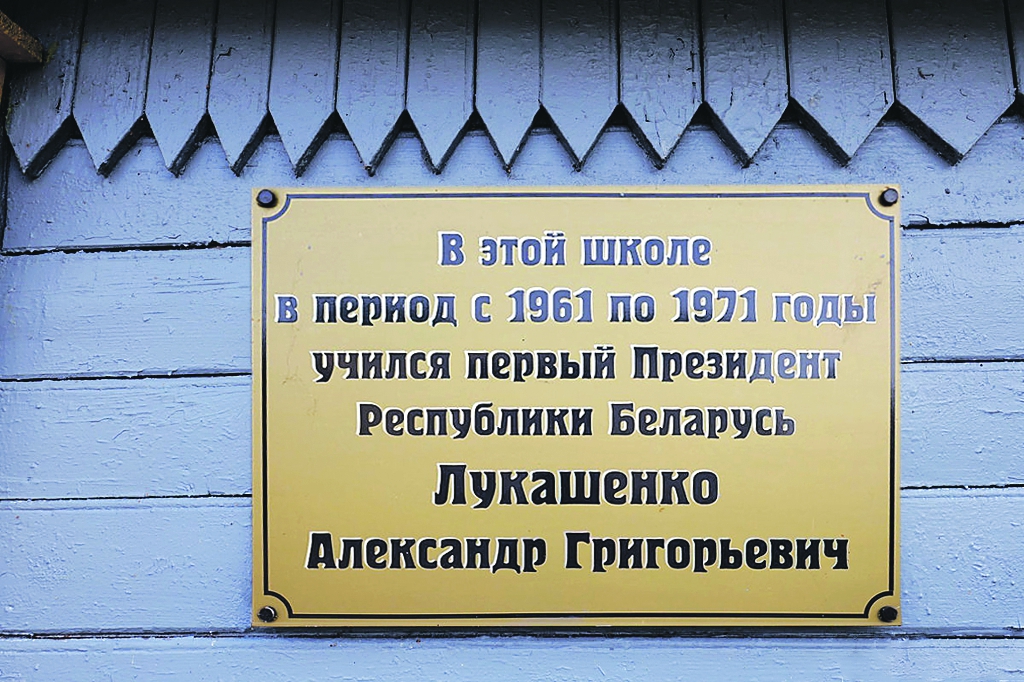 В этой школе
в период с 1961 по 1971 годы
учился первый Президент
Республики Беларусь
Лукашенко
Александр Григорьевич